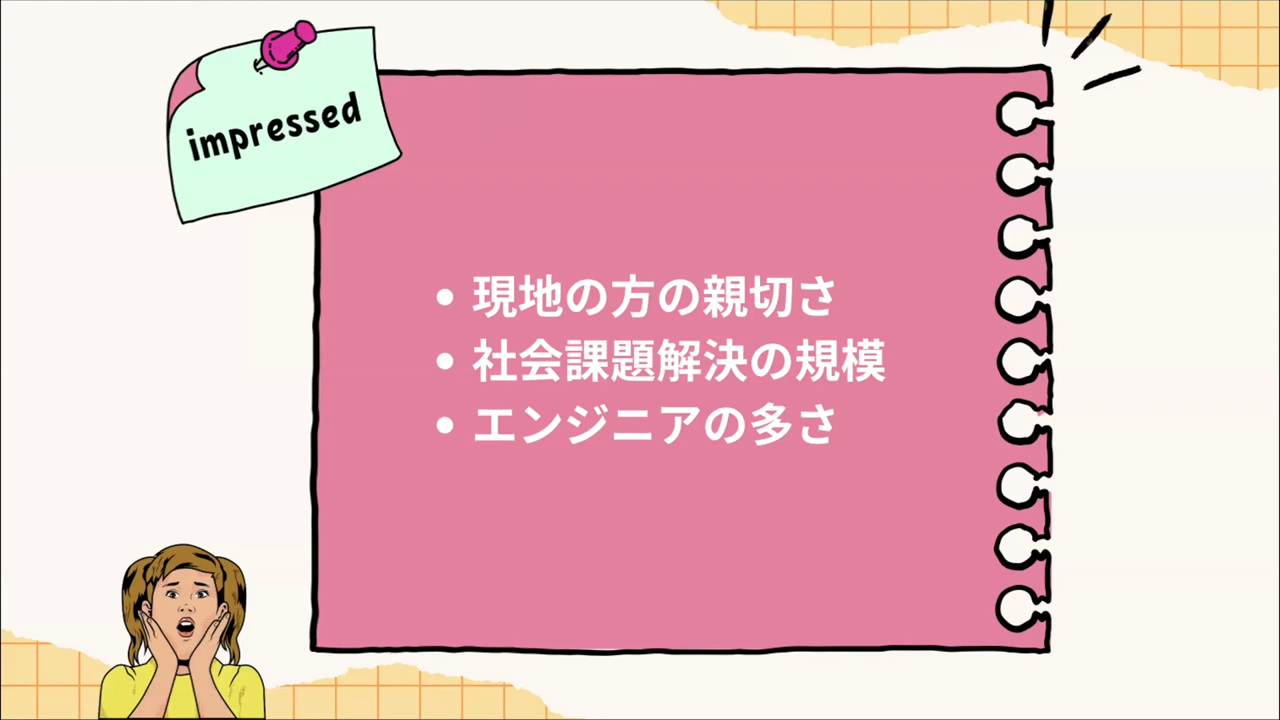 impressed
• 現地の方の親切さ
• 社会課題解決の規模
• エンジニアの多さ